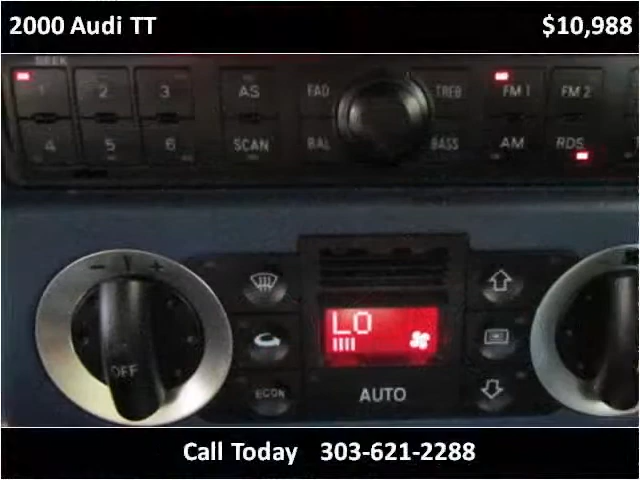 2000 Audi TT $10,988
SEEK
1 2 3 AS FAD TREB FM 1 FM 2
4 5 6 SCAN BAL BASS AM RDS
- +
LO
OFF
ECON AUTO
Call Today 303-621-2288